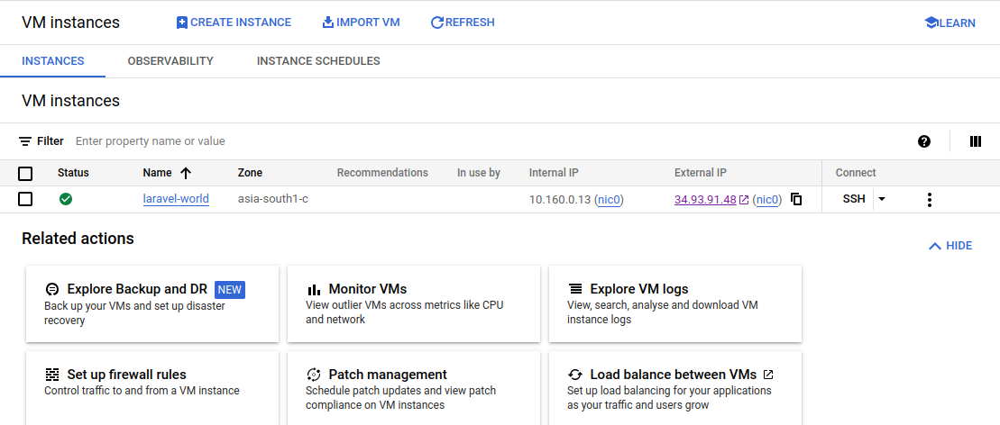 VM instances CREATE INSTANCE IMPORT VM REFRESH LEARN
INSTANCES OBSERVABILITY INSTANCE SCHEDULES
VM instances
Filter Enter property name or value
Status Name Zone Recommendations In use by Internal IP External IP Connect
laravel-world asia-south1-c 10.160.0.13 (nic0) 34.93.91.48 (nic0) SSH
Related actions
HIDE
Explore Backup and DR NEW
Back up your VMs and set up disaster
recovery
Monitor VMs
View outlier VMs across metrics like CPU
and network
Explore VM logs
View, search, analyse and download VM
instance logs
Set up firewall rules
Control traffic to and from a VM instance
Patch management
Schedule patch updates and view patch
compliance on VM instances
Load balance between VMs
Set up load balancing for your applications
as your traffic and users grow